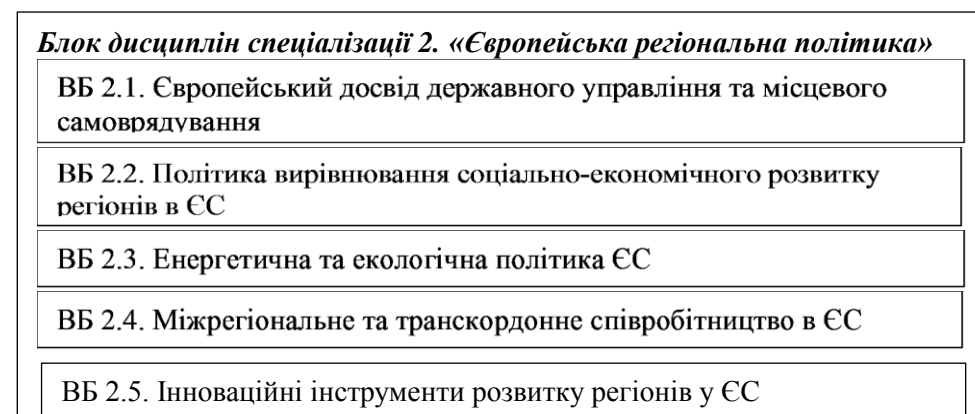 Блок дисциплін спеціалізації 2. «Європейська регіональна політика»
ВБ 2.1. Європейський досвід державного управління та місцевого
самоврядування
ВБ 2.2. Політика вирівнювання соціально-економічного розвитку
регіонів в ЄС
ВБ 2.3. Енергетична та екологічна політика ЄС
ВБ 2.4. Міжрегіональне та транскордонне співробітництво в ЄС
ВБ 2.5. Інноваційні інструменти розвитку регіонів у ЄС